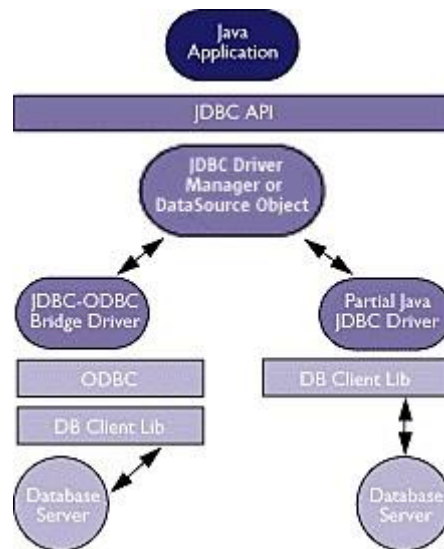 Java
Application
JDBC API
JDBC Driver
Manager or
DataSource Object
JDBC-ODBC
Bridge Driver
Partial Java
JDBC Driver
ODBC
DB Client Lib
DB Client Lib
Database
Server
Database
Server